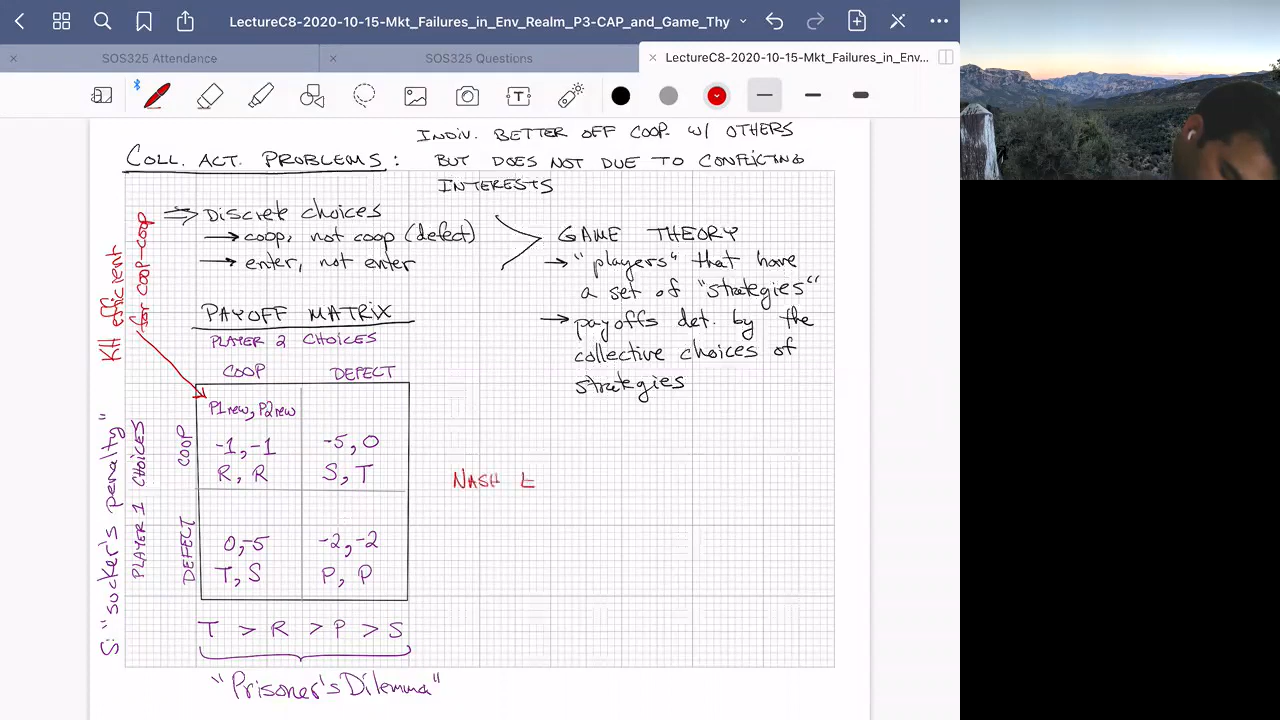 LectureC8-2020-10-15-Mkt_Failures_in_Env_Realm_P3-CAP_and_Game_Thy
SOS325 Attendance
SOS325 Questions
LectureC8-2020-10-15-Mkt_Failures_in_Env...
COLL. ACT. PROBLEMS:
INDIV. BETTER OFF COOP. W/ OTHERS
BUT DOES NOT DUE TO CONFLICTING
INTERESTS
⇒ Discrete choices
→ coop, not coop (defect)
→ enter, not enter
GAME THEORY
→ "players" that have
a set of "strategies"
→ payoffs det. by the
collective choices of
strategies
KH efficient
for coop-coop
PAYOFF MATRIX
PLAYER 2 CHOICES
COOP DEFECT
PLAYER 1 CHOICES
COOP
DEFECT
P1rew, P2rew
-1, -1
R, R
-5, 0
S, T
0, -5
T, S
-2, -2
P, P
NASH E
S: "sucker's penalty"
T > R > P > S
"Prisoner's Dilemma"